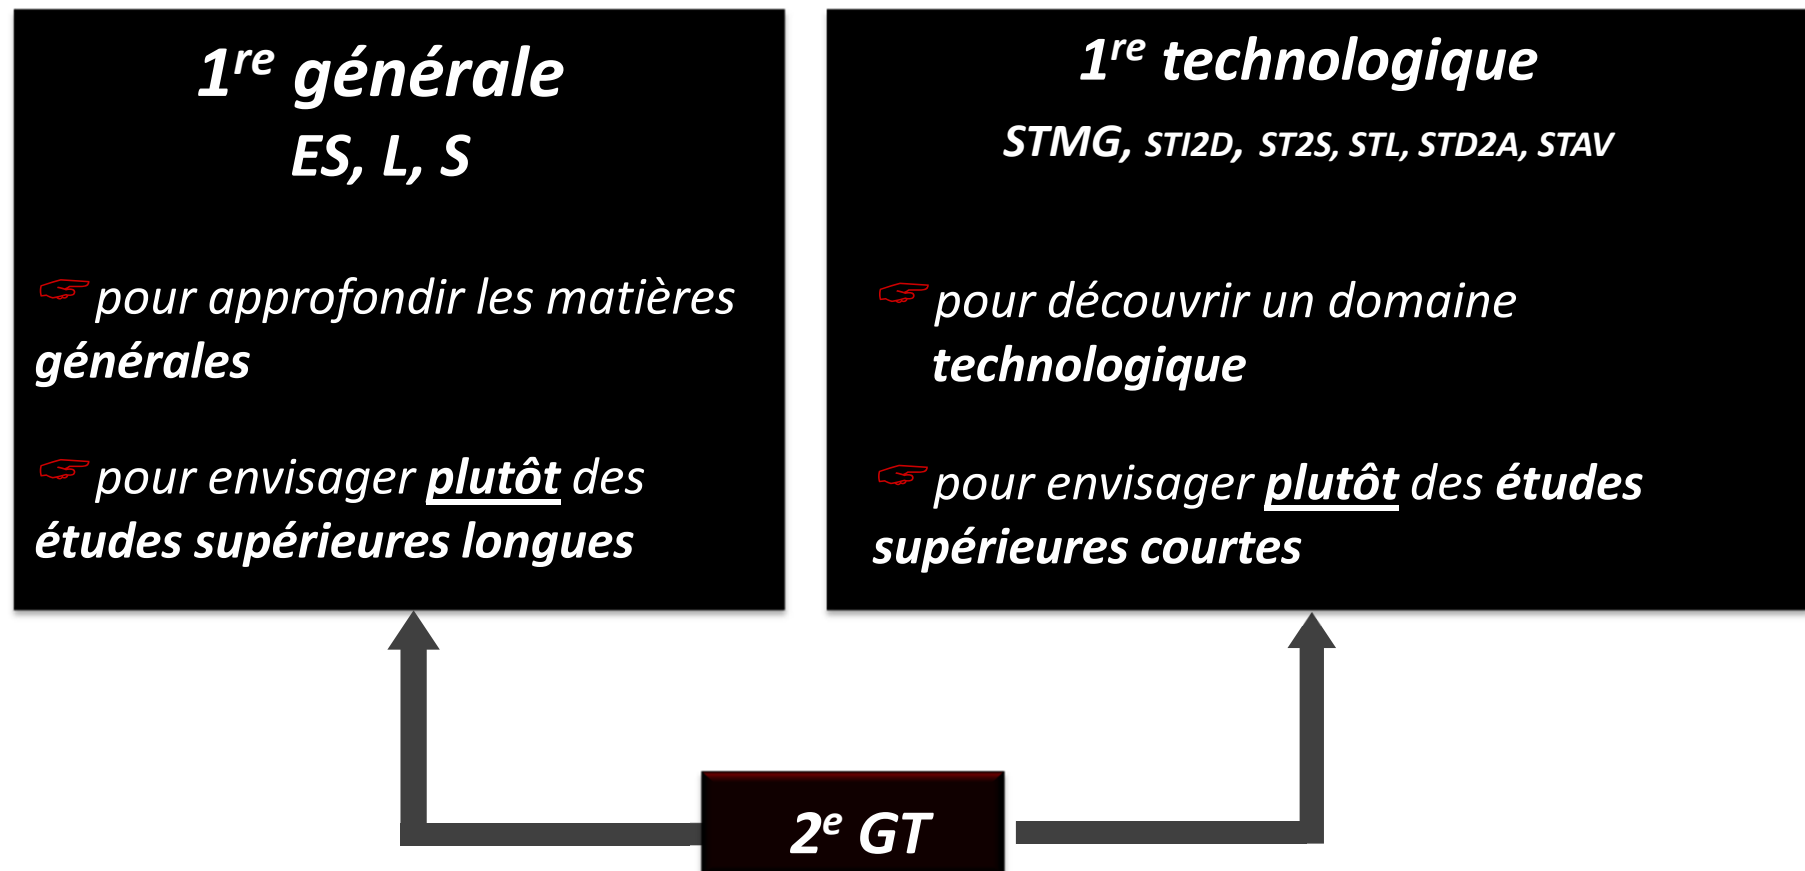 1re générale
ES, L, S
☞pour approfondir les matières
générales
☞pour envisager plutôt des
études supérieures longues
1re technologique
STMG, STI2D, ST2S, STL, STD2A, STAV
☞pour découvrir un domaine
technologique
☞pour envisager plutôt des études
supérieures courtes
2e GT